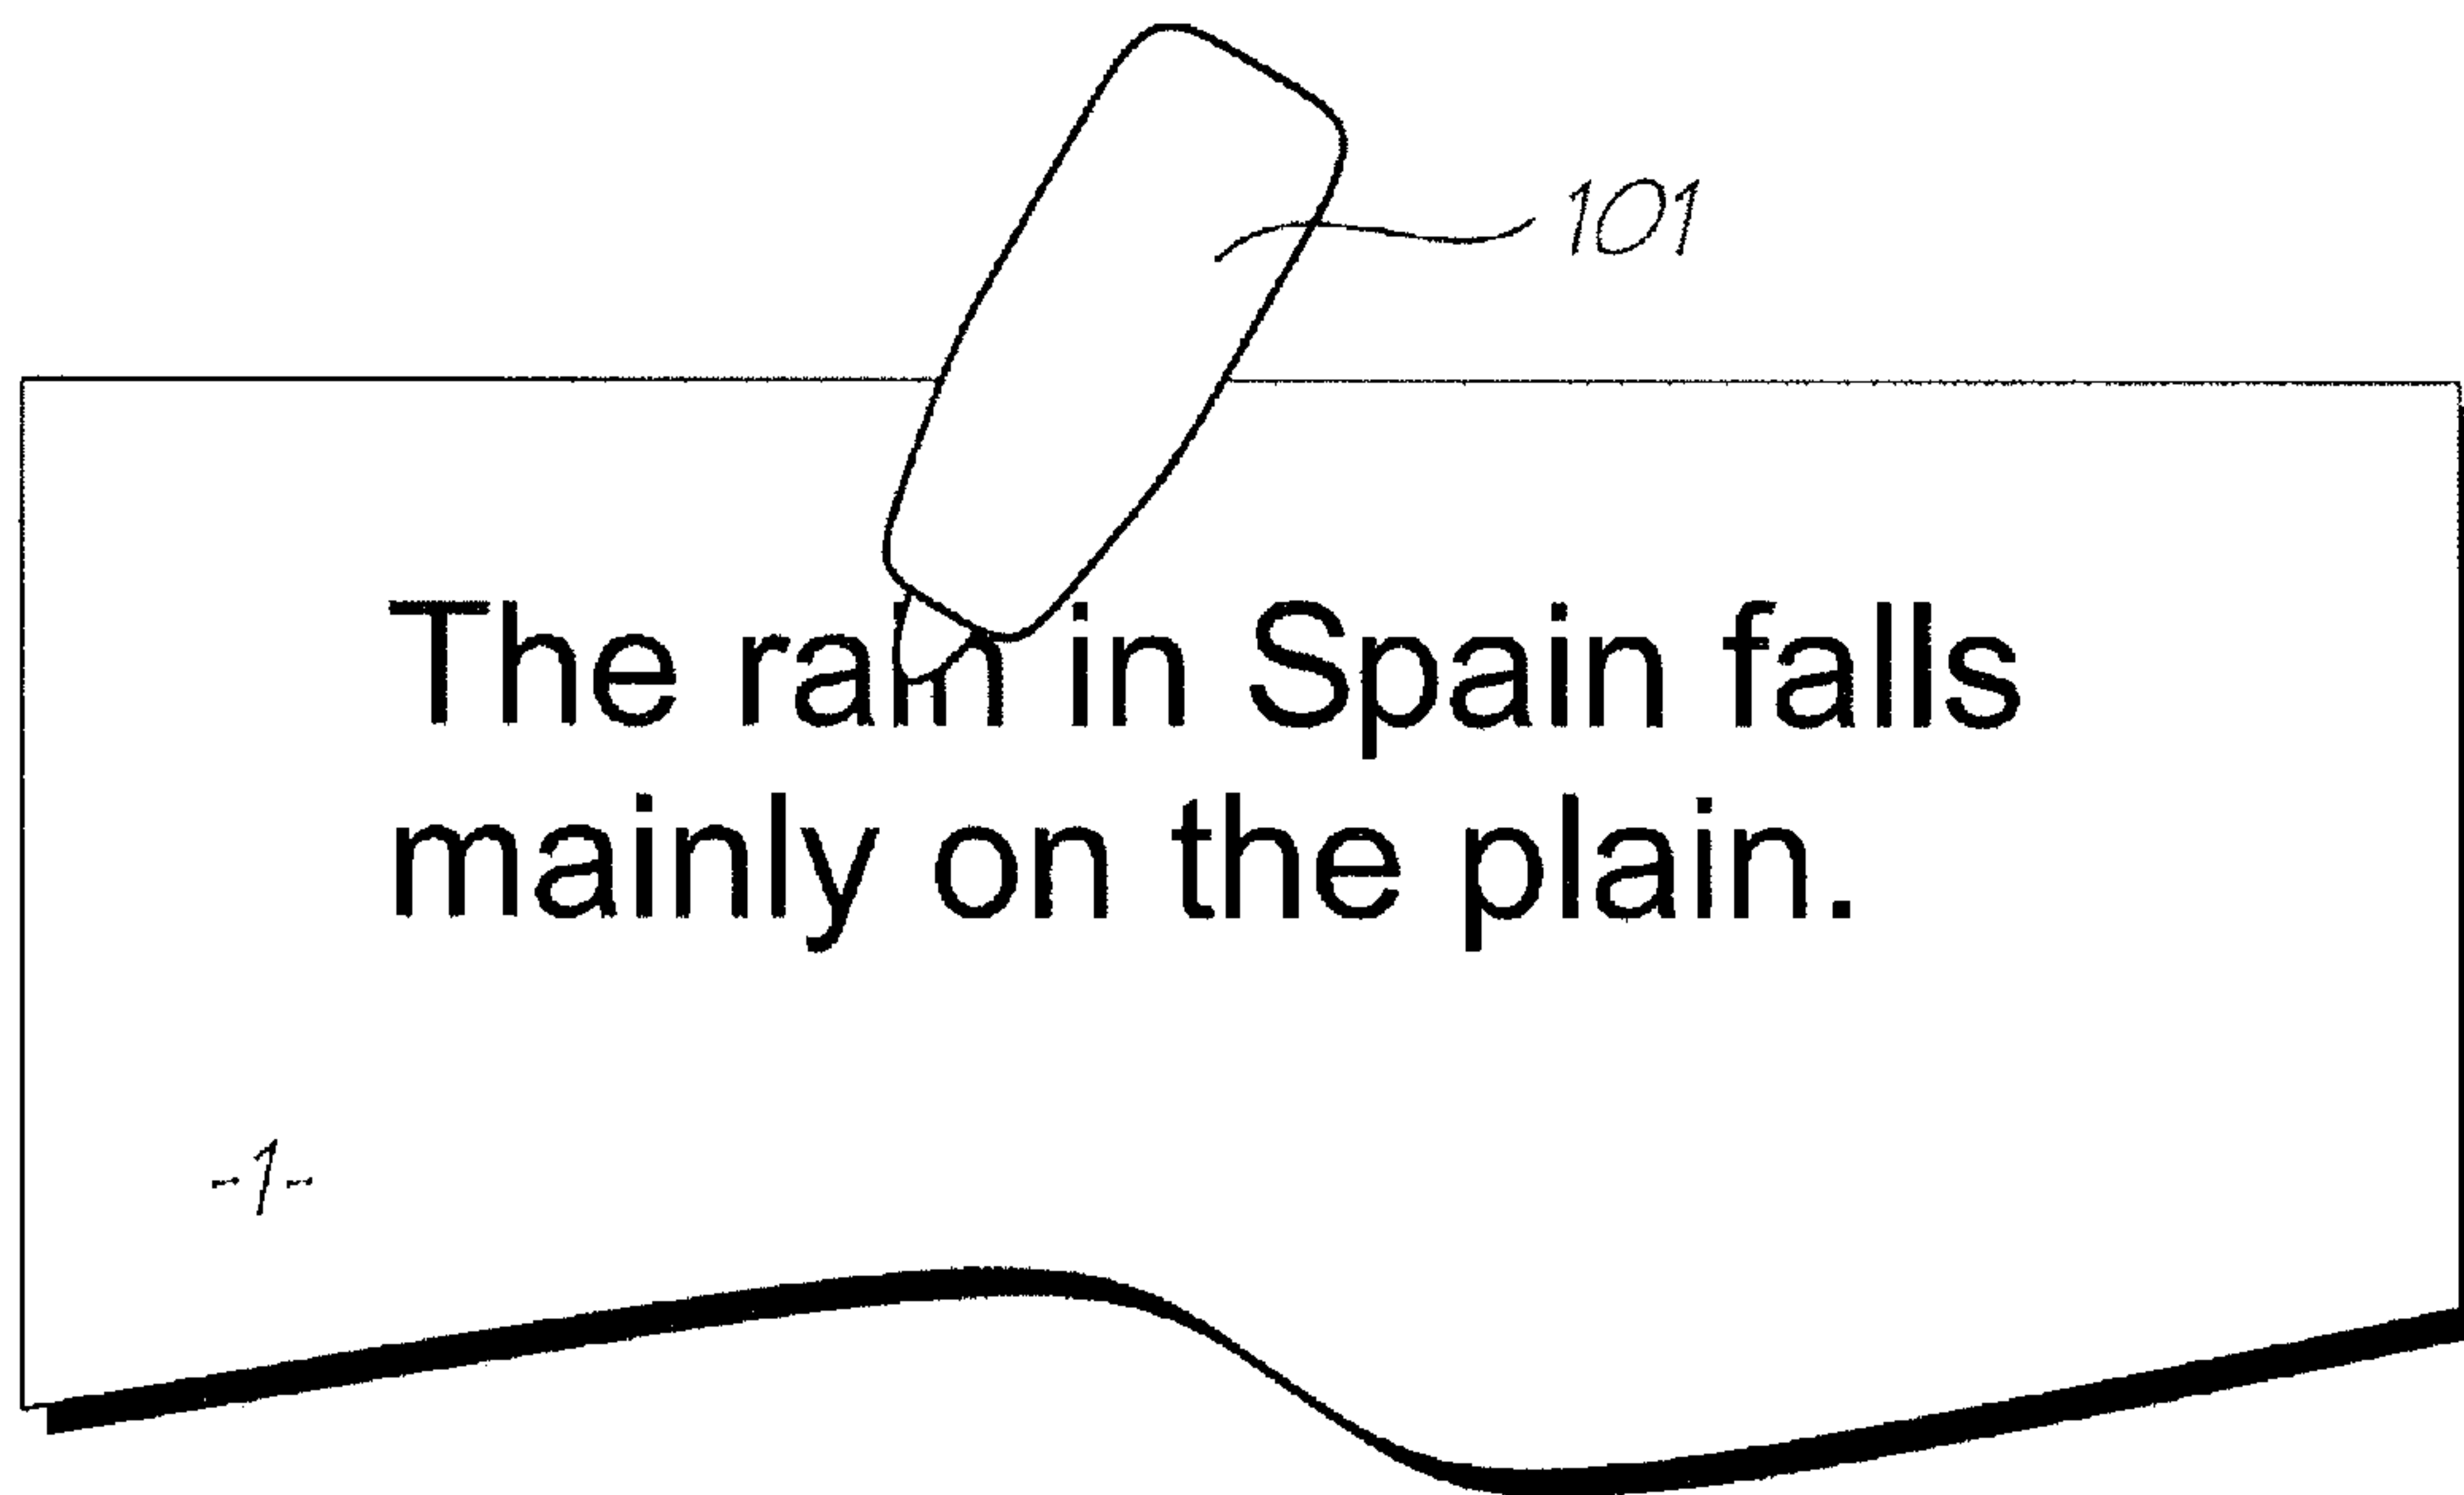 101
The rain in Spain falls
mainly on the plain.
-1-